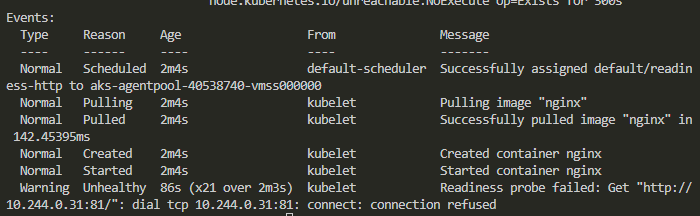 node.kubernetes.io/unreachable:NoExecute op=Exists for 300s
Events:
  Type     Reason     Age                  From               Message
  ----     ------     ----                 ----               -------
  Normal   Scheduled  2m4s                 default-scheduler  Successfully assigned default/readin
ess-http to aks-agentpool-40538740-vmss000000
  Normal   Pulling    2m4s                 kubelet            Pulling image "nginx"
  Normal   Pulled     2m4s                 kubelet            Successfully pulled image "nginx" in
 142.45395ms
  Normal   Created    2m4s                 kubelet            Created container nginx
  Normal   Started    2m4s                 kubelet            Started container nginx
  Warning  Unhealthy  86s (x21 over 2m3s)  kubelet            Readiness probe failed: Get "http://
10.244.0.31:81/": dial tcp 10.244.0.31:81: connect: connection refused